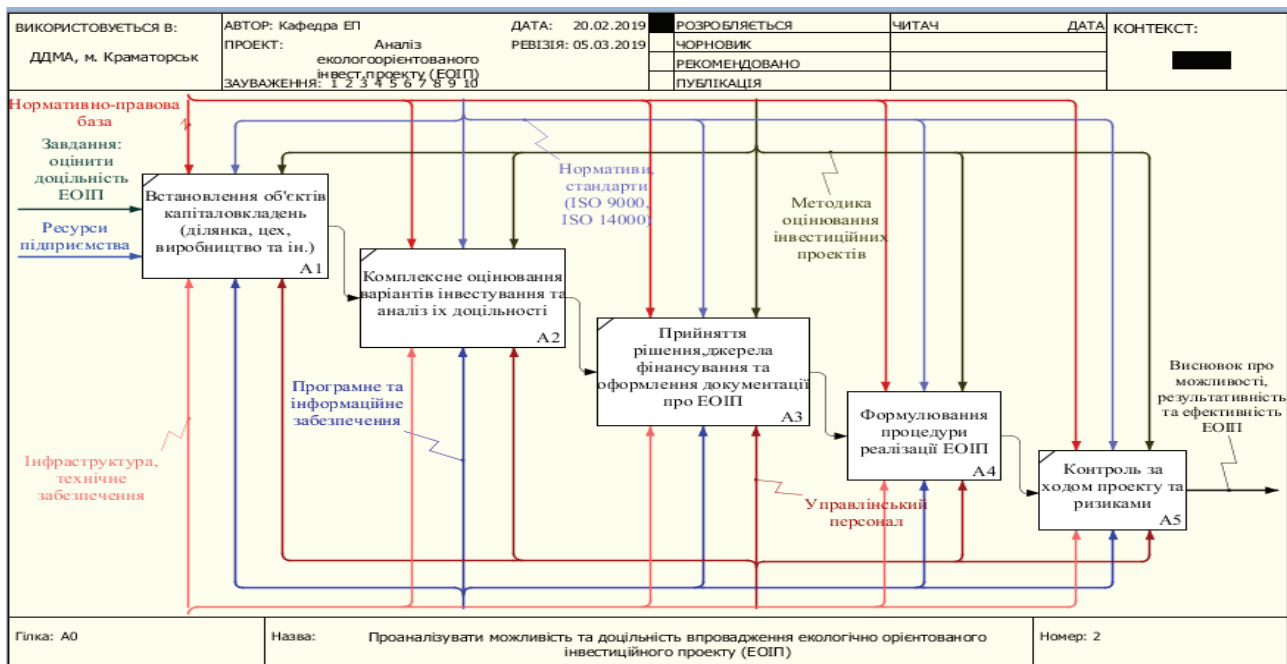 ВИКОРИСТОВУЄТЬСЯ В:
ДДМА, м. Краматорськ
АВТОР: Кафедра ЕП
ДАТА: 20.02.2019
ПРОЕКТ: Аналіз
екологоорієнтованого
інвест.проекту (ЕОІП)
РЕВІЗІЯ: 05.03.2019
ЗАУВАЖЕННЯ: 1 2 3 4 5 6 7 8 9 10
РОЗРОБЛЯЄТЬСЯ
ЧОРНОВИК
РЕКОМЕНДОВАНО
ПУБЛІКАЦІЯ
ЧИТАЧ
ДАТА
КОНТЕКСТ:
Нормативно-правова
база
Завдання:
оцінити
доцільність
ЕОІП
Ресурси
підприємства
Встановлення об'єктів
капіталовкладень
(ділянка, цех,
виробництво та ін.)
А1
Нормативи,
стандарти
(ISO 9000,
ISO 14000)
Методика
оцінювання
інвестиційних
проектів
Комплексне оцінювання
варіантів інвестування та
аналіз їх доцільності
А2
Прийняття
рішення,джерела
фінансування та
оформлення документації
про ЕОІП
А3
Програмне та
інформаційне
забезпечення
Формулювання
процедури
реалізації ЕОІП
А4
Висновок про
можливості,
результативність
та ефективність
ЕОІП
Інфраструктура,
технічне
забезпечення
Управлінський
персонал
Контроль за
ходом проекту та
ризиками
А5
Гілка: А0
Назва: Проаналізувати можливість та доцільність впровадження екологічно орієнтованого
інвестиційного проекту (ЕОІП)
Номер: 2